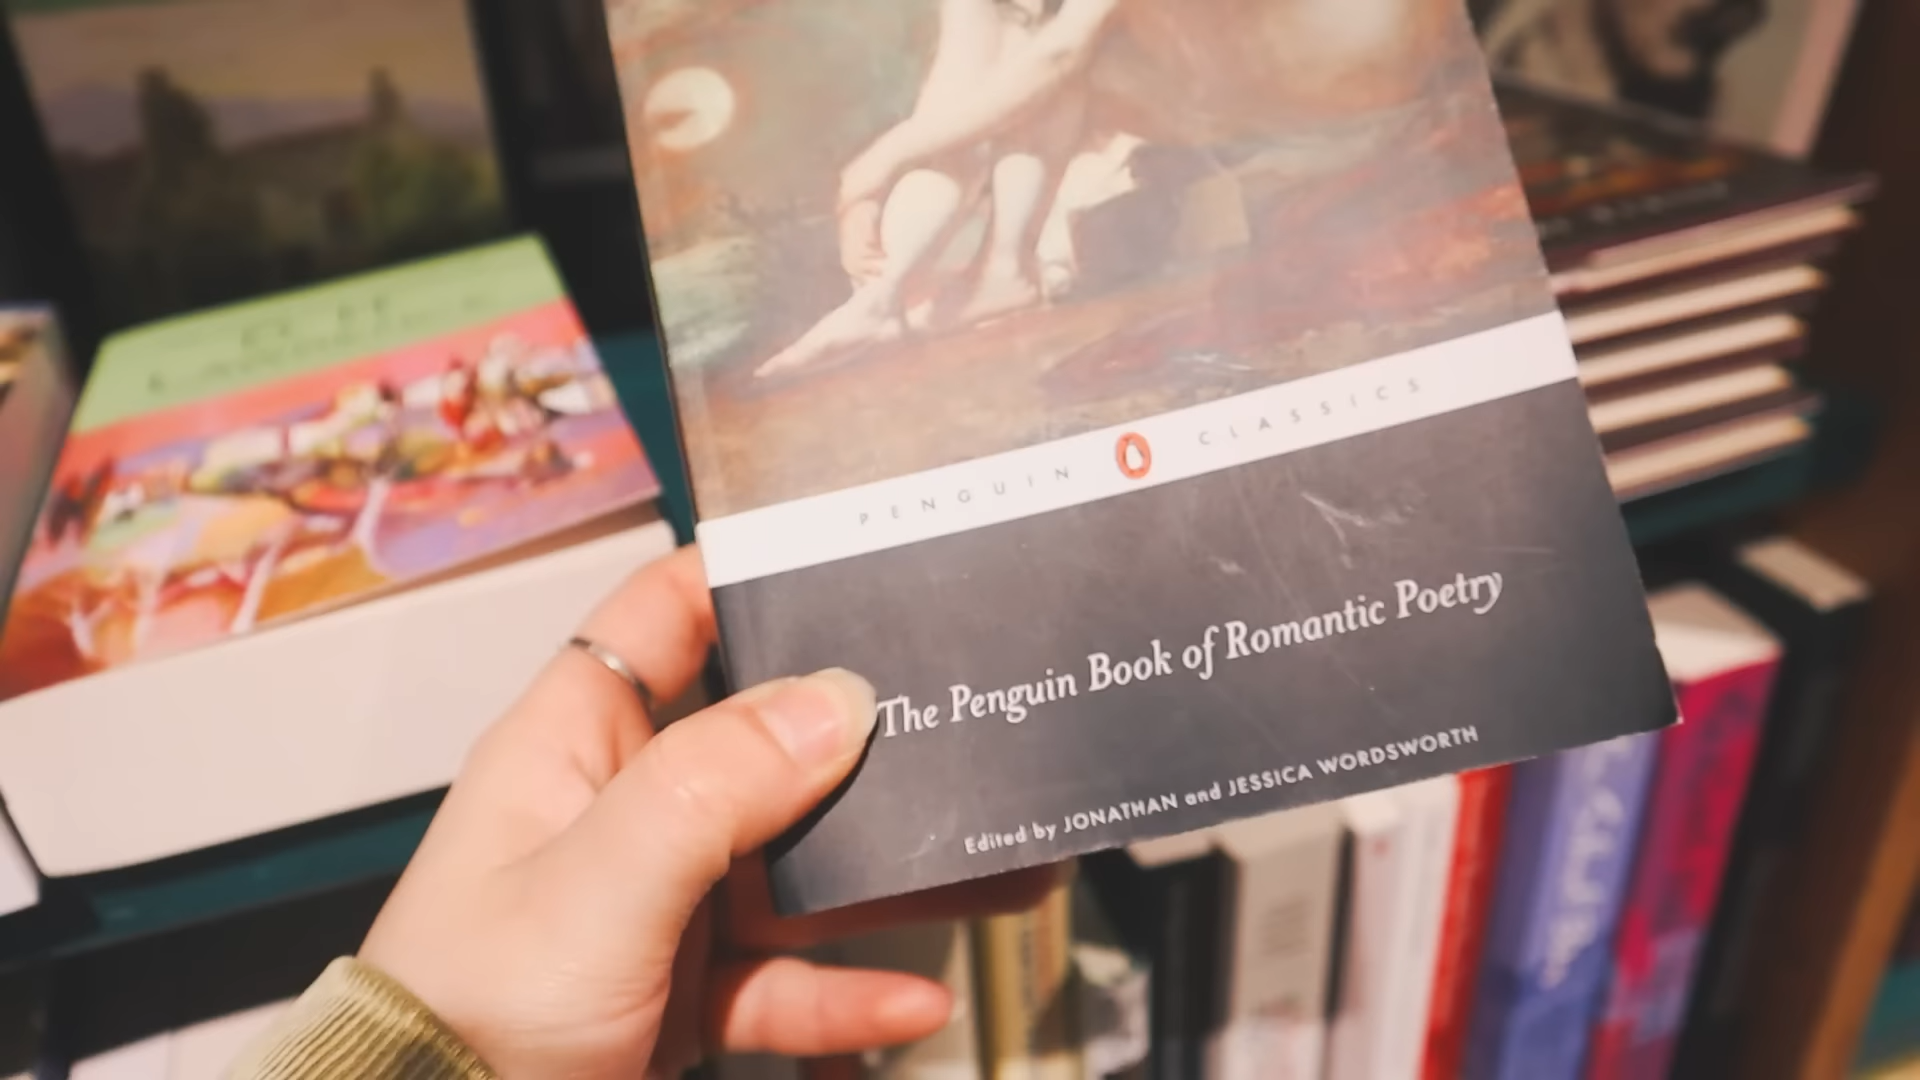 PENGUIN CLASSICS
The Penguin Book of Romantic Poetry
Edited by JONATHAN and JESSICA WORDSWORTH